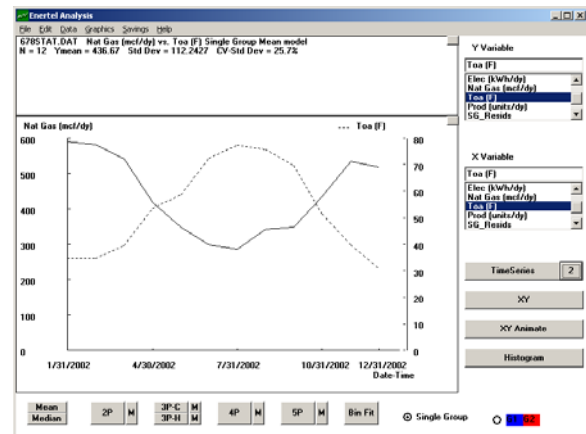 Enertel Analysis
File Edit Data Graphics Savings Help
678STAT.DAT Nat Gas (mcf/dy) vs. Toa (F) Single Group Mean model
N = 12 Ymean = 436.67 Std Dev = 112.2427 CV-Std Dev = 25.7%
Y Variable
Toa (F)
Elec (kWh/dy)
Nat Gas (mcf/dy)
Toa (F)
Prod (units/dy)
SG_Resids
X Variable
Toa (F)
Elec (kWh/dy)
Nat Gas (mcf/dy)
Toa (F)
Prod (units/dy)
SG_Resids
TimeSeries 2
XY
XY Animate
Histogram
Nat Gas (mcf/dy) --- Toa (F)
600 80
70
500
60
400
50
300 40
30
200
20
100
10
0 0
1/31/2002 4/30/2002 7/31/2002 10/31/2002 12/31/2002
Date-Time
Mean
Median
2P M
3P-C M
3P-H M
4P M
5P M
Bin Fit
Single Group
G1 G2